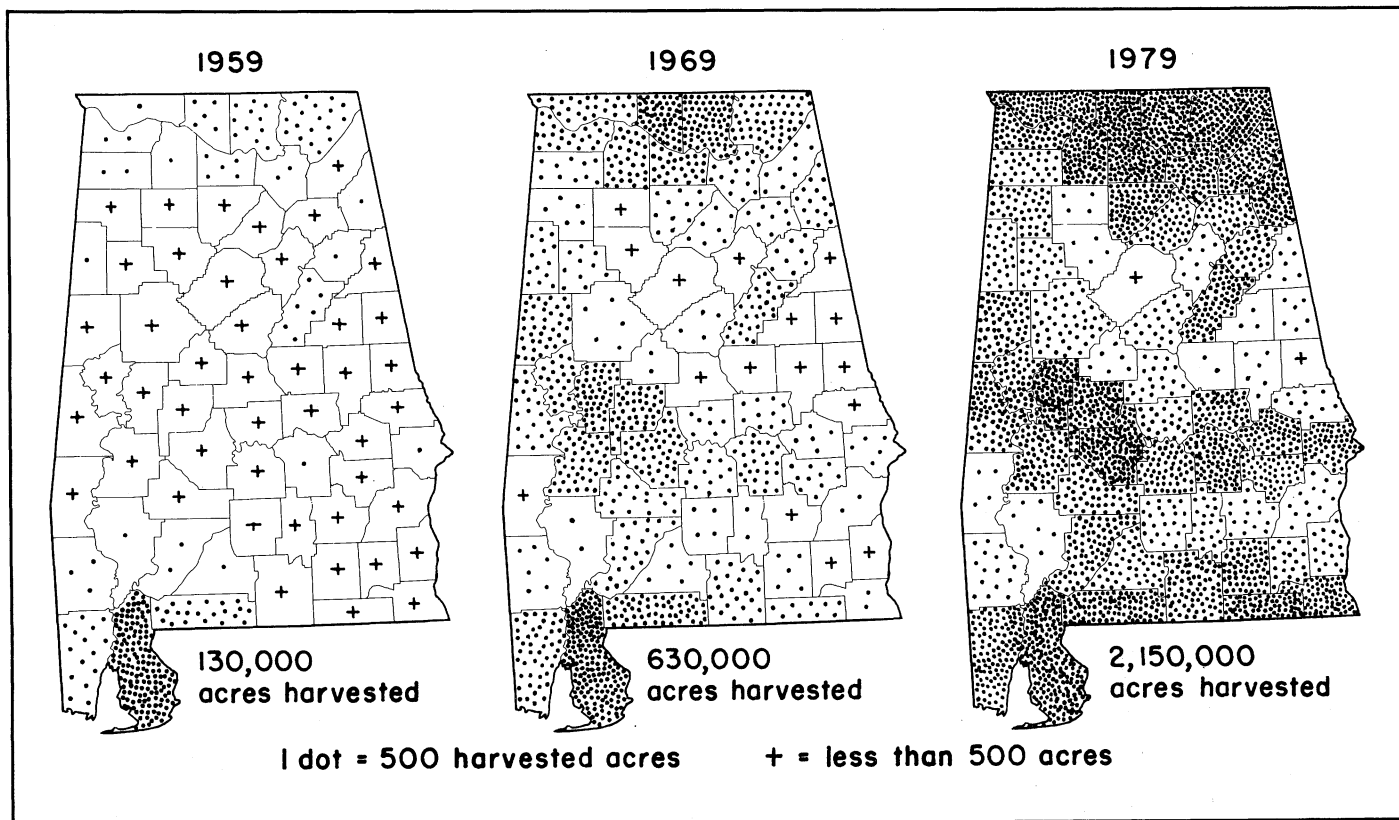 1959
1969
1979
130,000
acres harvested
630,000
acres harvested
2,150,000
acres harvested
1 dot = 500 harvested acres
+ = less than 500 acres